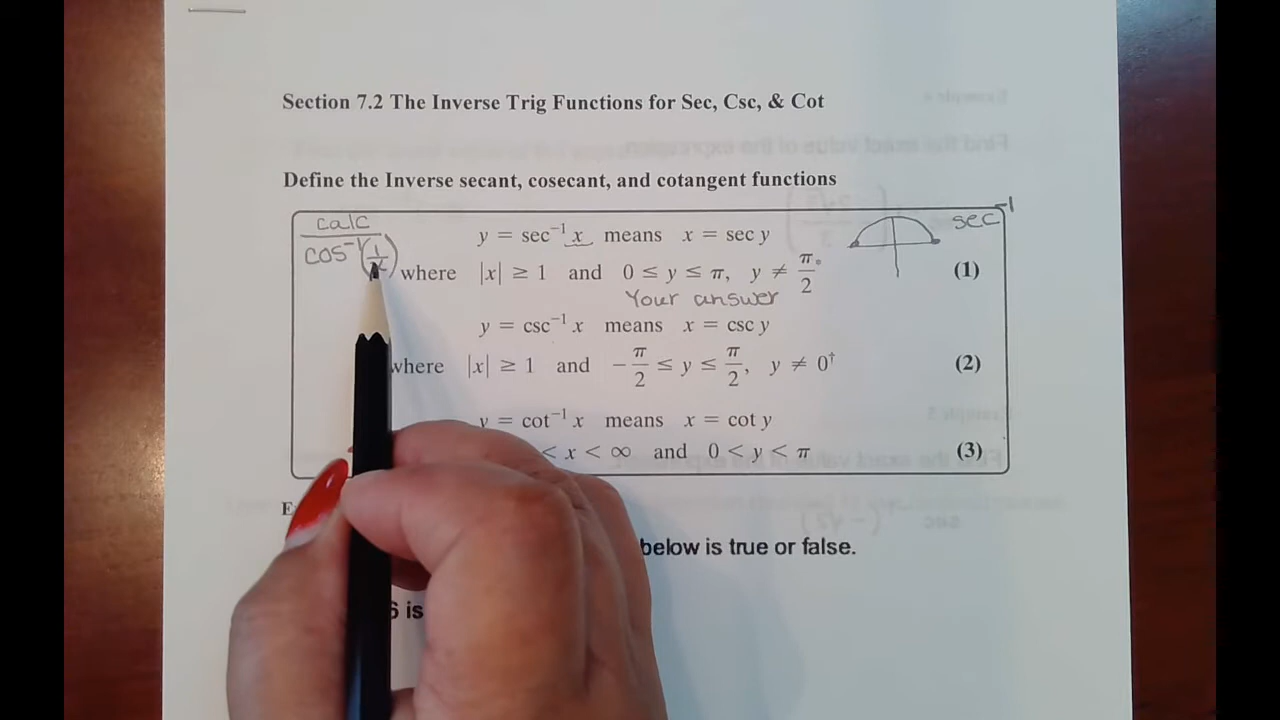 Section 7.2 The Inverse Trig Functions for Sec, Csc, & Cot
Define the Inverse secant, cosecant, and cotangent functions
calc
cos⁻¹(1/x)
sec⁻¹
y = sec⁻¹ x means x = sec y
where |x| ≥ 1 and 0 ≤ y ≤ π, y ≠ π/2 (1)
Your answer
y = csc⁻¹ x means x = csc y
where |x| ≥ 1 and -π/2 ≤ y ≤ π/2, y ≠ 0† (2)
y = cot⁻¹ x means x = cot y
< x < ∞ and 0 < y < π (3)
below is true or false.
6 is